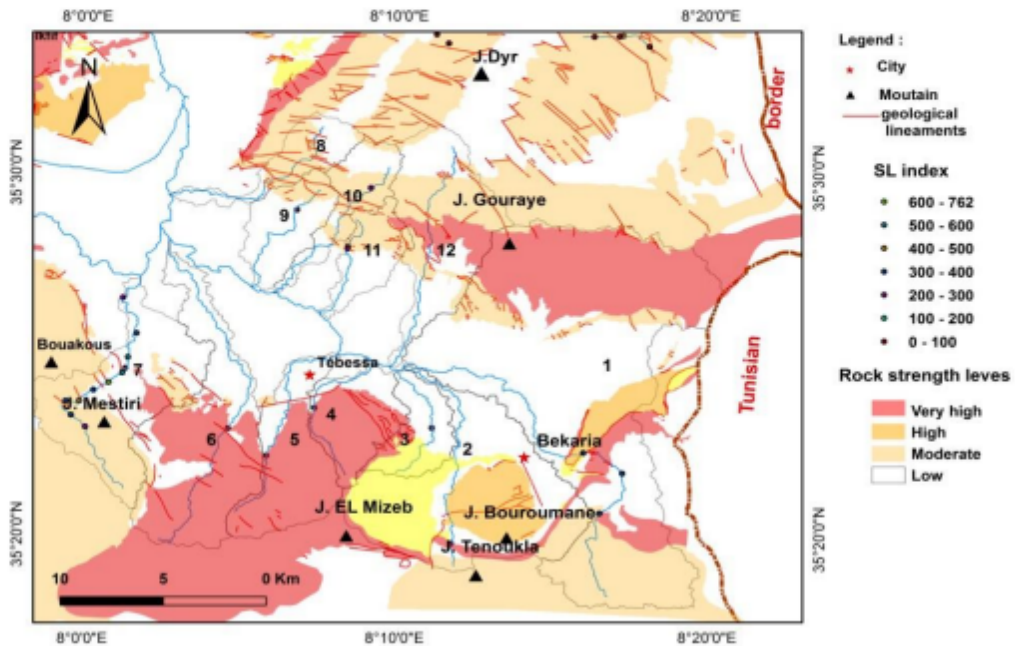 8°0'0"E 8°10'0"E 8°20'0"E
N
J.Dyr
border
35°30'0"N
35°30'0"N
8
10
9
J. Gouraye
11
12
Bouakous
Tébessa
1
7
J. Mestiri
4
6
5
3
2
Bekaria
Tunisian
J. EL Mizeb
J. Bouroumane
J. Tenoukla
35°20'0"N
35°20'0"N
10 5 0 Km
8°0'0"E 8°10'0"E 8°20'0"E
Legend :
City
Moutain
geological
lineaments
SL index
600 - 762
500 - 600
400 - 500
300 - 400
200 - 300
100 - 200
0 - 100
Rock strength leves
Very high
High
Moderate
Low